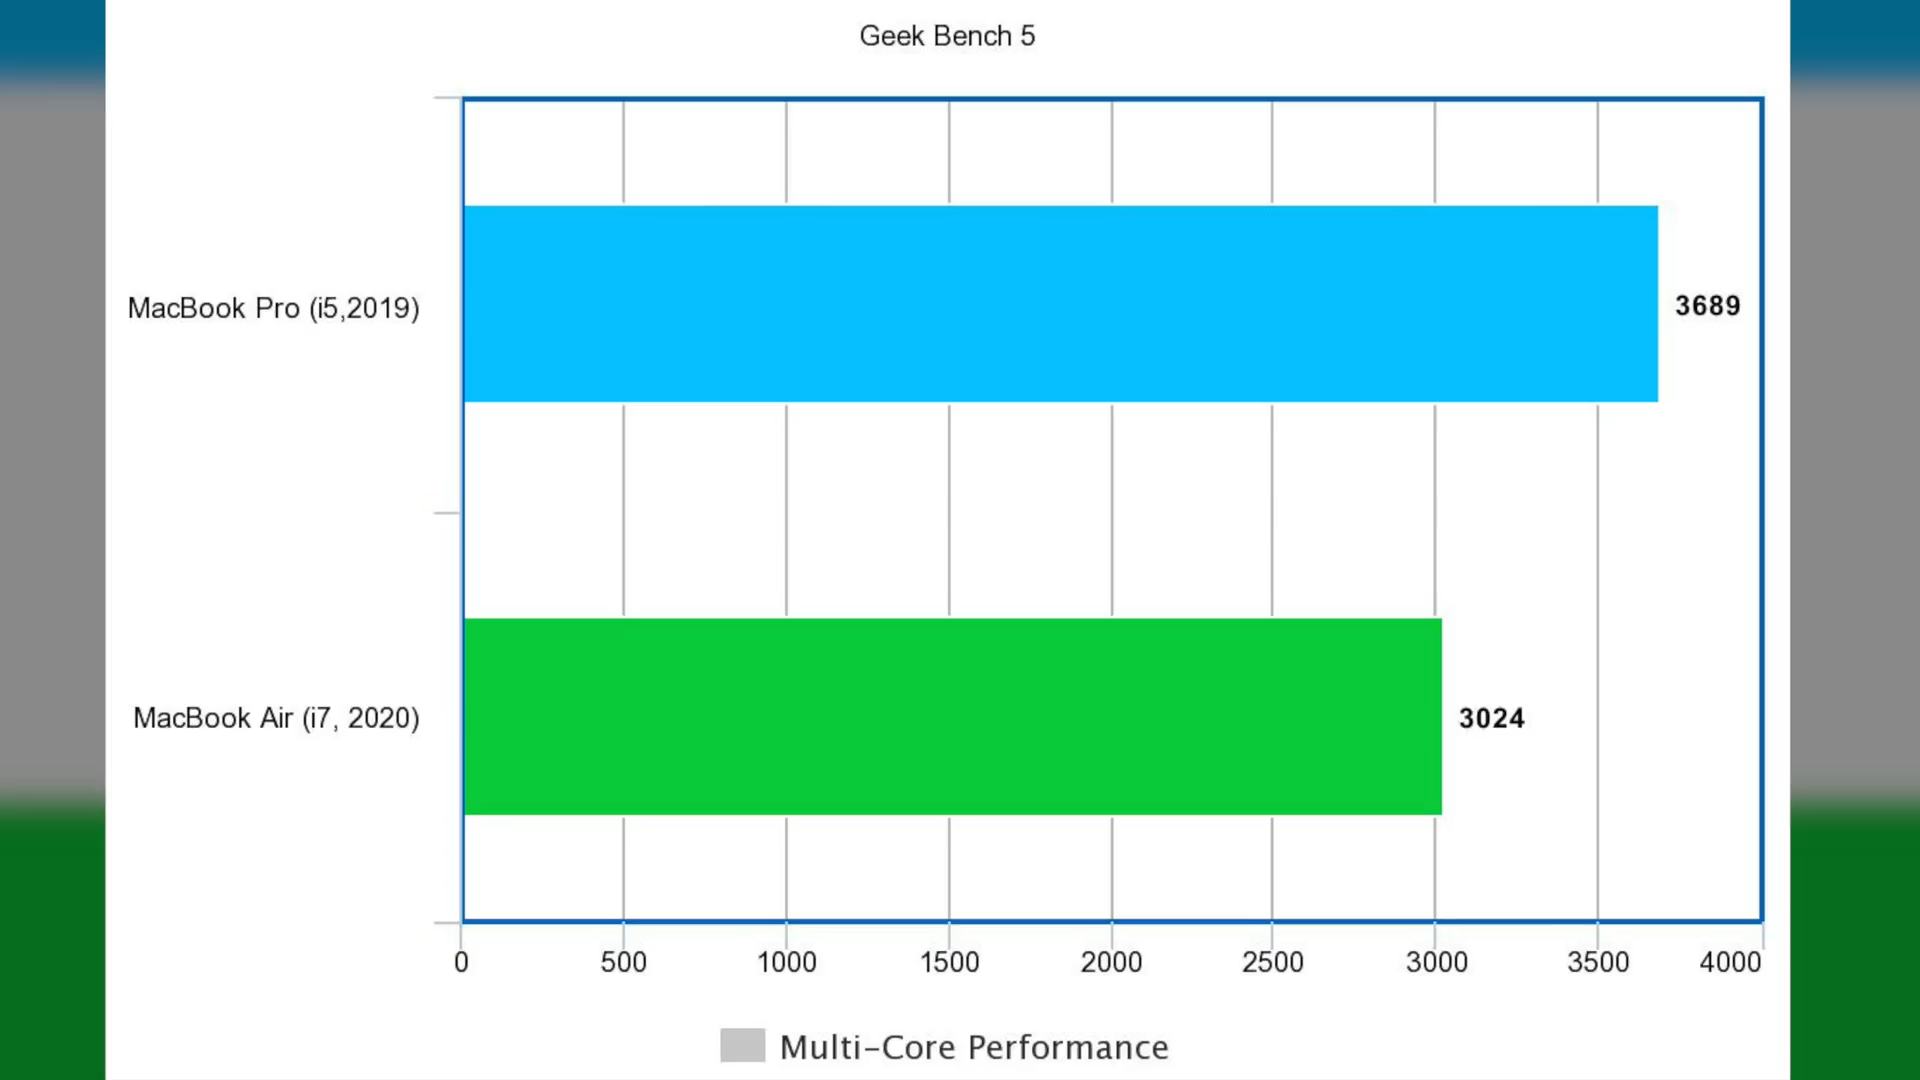 Geek Bench 5
MacBook Pro (i5,2019)
3689
MacBook Air (i7, 2020)
3024
0 500 1000 1500 2000 2500 3000 3500 4000
Multi-Core Performance